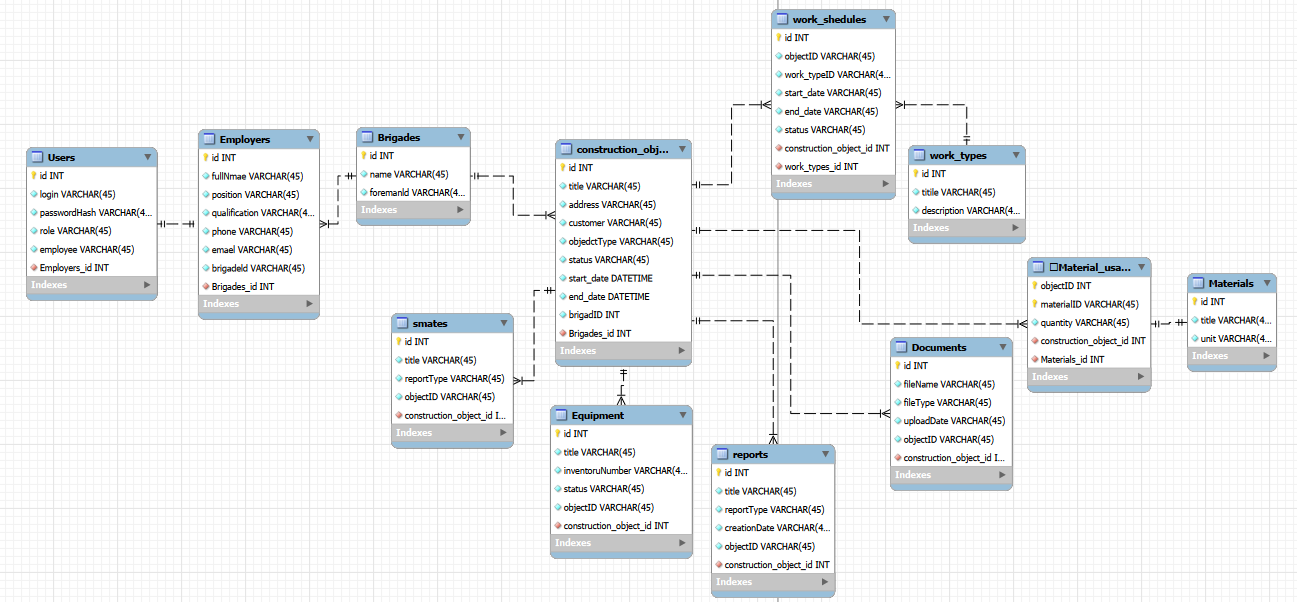 work_shedules
id INT
objectID VARCHAR(45)
work_typeID VARCHAR(4...
start_date VARCHAR(45)
end_date VARCHAR(45)
status VARCHAR(45)
construction_object_id INT
work_types_id INT
Indexes
Users
id INT
login VARCHAR(45)
passwordHash VARCHAR(4...
role VARCHAR(45)
employee VARCHAR(45)
Employers_id INT
Indexes
Employers
id INT
fullNmae VARCHAR(45)
position VARCHAR(45)
qualification VARCHAR(4...
phone VARCHAR(45)
emael VARCHAR(45)
brigadeId VARCHAR(45)
Brigades_id INT
Indexes
Brigades
id INT
name VARCHAR(45)
foremanId VARCHAR(4...
Indexes
construction_obj...
id INT
title VARCHAR(45)
address VARCHAR(45)
customer VARCHAR(45)
objedctType VARCHAR(45)
status VARCHAR(45)
start_date DATETIME
end_date DATETIME
brigadID INT
Brigades_id INT
Indexes
work_types
id INT
titile VARCHAR(45)
description VARCHAR(4...
Indexes
Material_usa...
objectID INT
materialID VARCHAR(45)
quantity VARCHAR(45)
construction_object_id INT
Materials_id INT
Indexes
Materials
id INT
title VARCHAR(4...
unit VARCHAR(4...
Indexes
smates
id INT
title VARCHAR(45)
reportType VARCHAR(45)
objectID VARCHAR(45)
construction_object_id I...
Indexes
Documents
id INT
fileName VARCHAR(45)
fileType VARCHAR(45)
uploadDate VARCHAR(45)
objectID VARCHAR(45)
construction_object_id I...
Indexes
Equipment
id INT
title VARCHAR(45)
inventoruNumber VARCHAR(4...
status VARCHAR(45)
objectID VARCHAR(45)
construction_object_id INT
Indexes
reports
id INT
title VARCHAR(45)
reportType VARCHAR(45)
creationDate VARCHAR(4...
objectID VARCHAR(45)
construction_object_id INT
Indexes